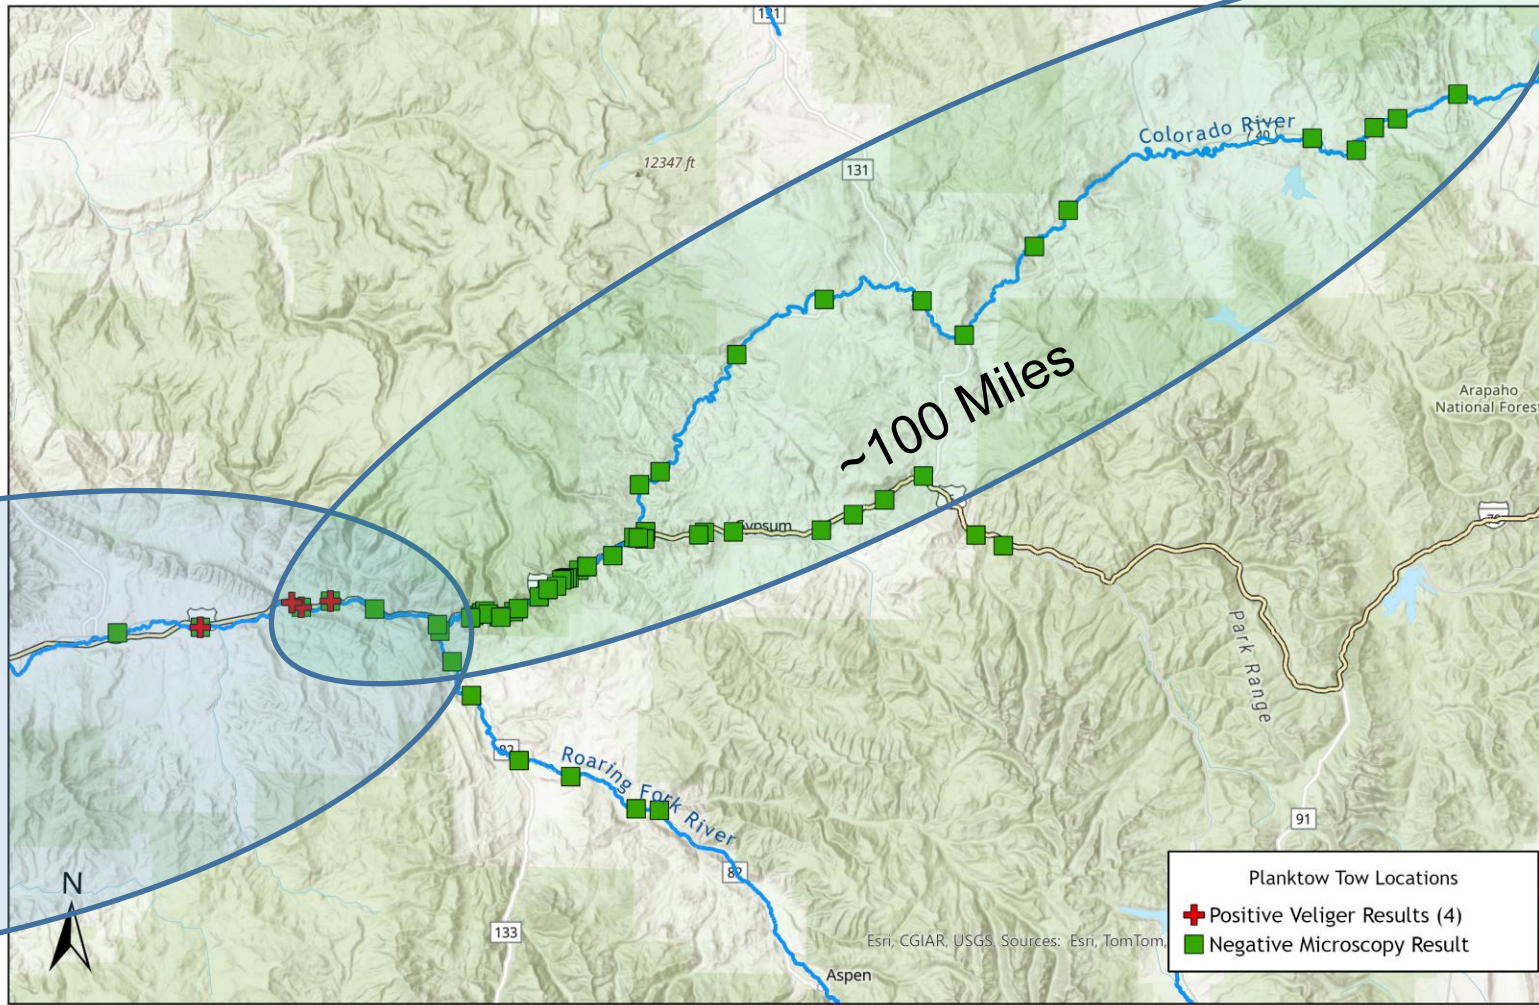 131
12347 ft
131
Colorado River
40
~100 Miles
Arapaho
National Forest
Gypsum
70
Park Range
82
Roaring Fork River
82
91
133
Aspen
N
Esri, CGIAR, USGS Sources: Esri, TomTom,
Planktow Tow Locations
Positive Veliger Results (4)
Negative Microscopy Result